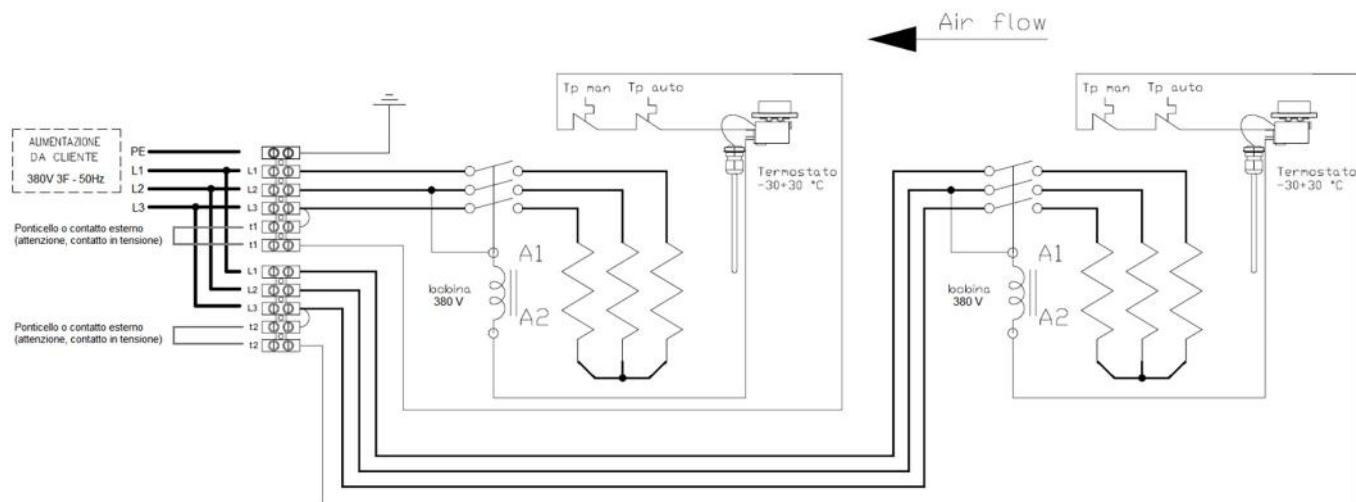 Air flow
Tp man
Tp auto
Tp man
Tp auto
ALIMENTAZIONE
DA CLIENTE
380V 3F - 50Hz
PE
L1
L2
L3
L1
L2
L3
t1
t1
Termostato
-30+30 °C
Termostato
-30+30 °C
Ponticello o contatto esterno
(attenzione, contatto in tensione)
L1
L2
L3
t2
t2
A1
bobina
380 V
A2
A1
bobina
380 V
A2
Ponticello o contatto esterno
(attenzione, contatto in tensione)